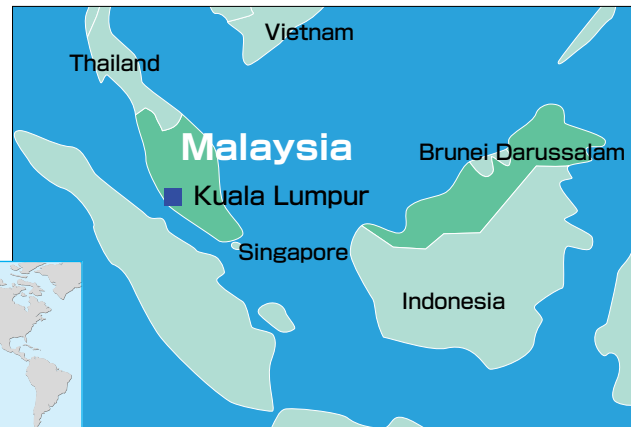 Vietnam
Thailand
Malaysia
Brunei Darussalam
Kuala Lumpur
Singapore
Indonesia